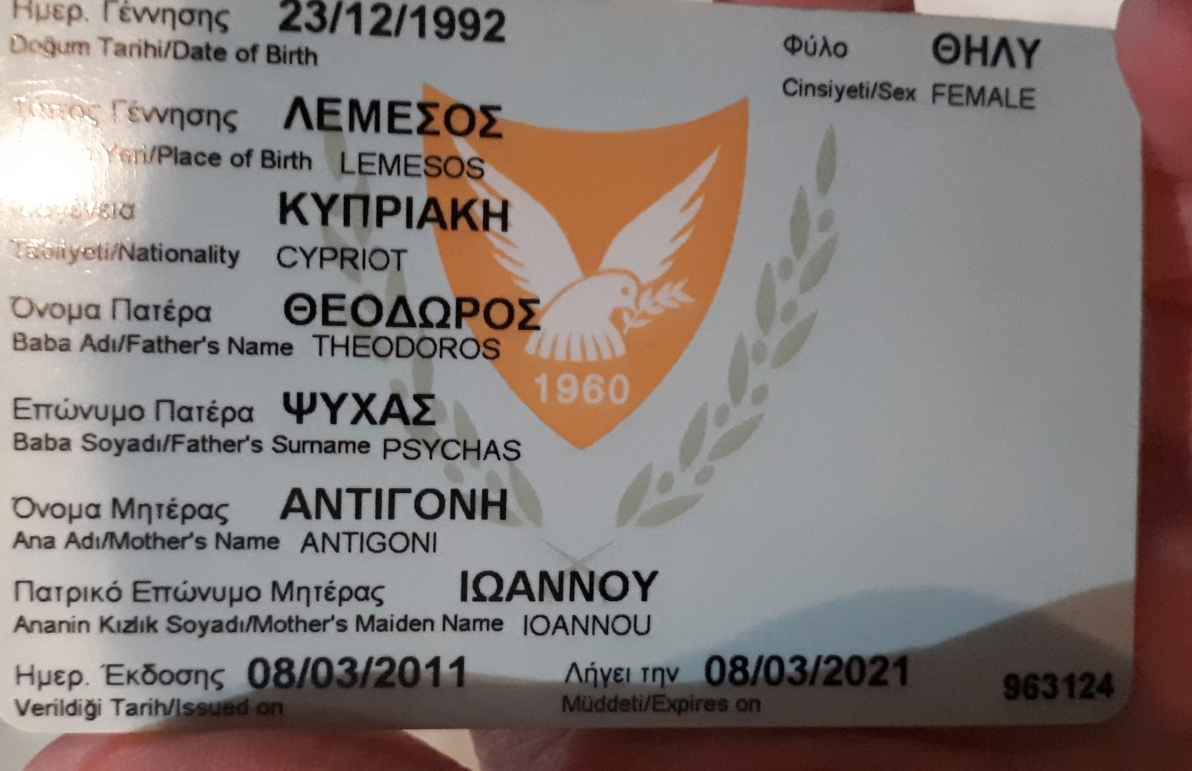 Ημερ. Γέννησης 23/12/1992
Doğum Tarihi/Date of Birth
Φύλο ΘΗΛΥ
Cinsiyeti/Sex FEMALE
Τόπος Γέννησης ΛΕΜΕΣΟΣ
Yeri/Place of Birth LEMESOS
ΚΥΠΡΙΑΚΗ
Tabiiyeti/Nationality CYPRIOT
Όνομα Πατέρα ΘΕΟΔΩΡΟΣ
Baba Adı/Father's Name THEODOROS
1960
Επώνυμο Πατέρα ΨΥΧΑΣ
Baba Soyadı/Father's Surname PSYCHAS
Όνομα Μητέρας ΑΝΤΙΓΟΝΗ
Ana Adı/Mother's Name ANTIGONI
Πατρικό Επώνυμο Μητέρας ΙΩΑΝΝΟΥ
Ananin Kızlık Soyadı/Mother's Maiden Name IOANNOU
Ημερ. Έκδοσης 08/03/2011 Λήγει την 08/03/2021
Verildiği Tarih/Issued on Müddeti/Expires on
963124